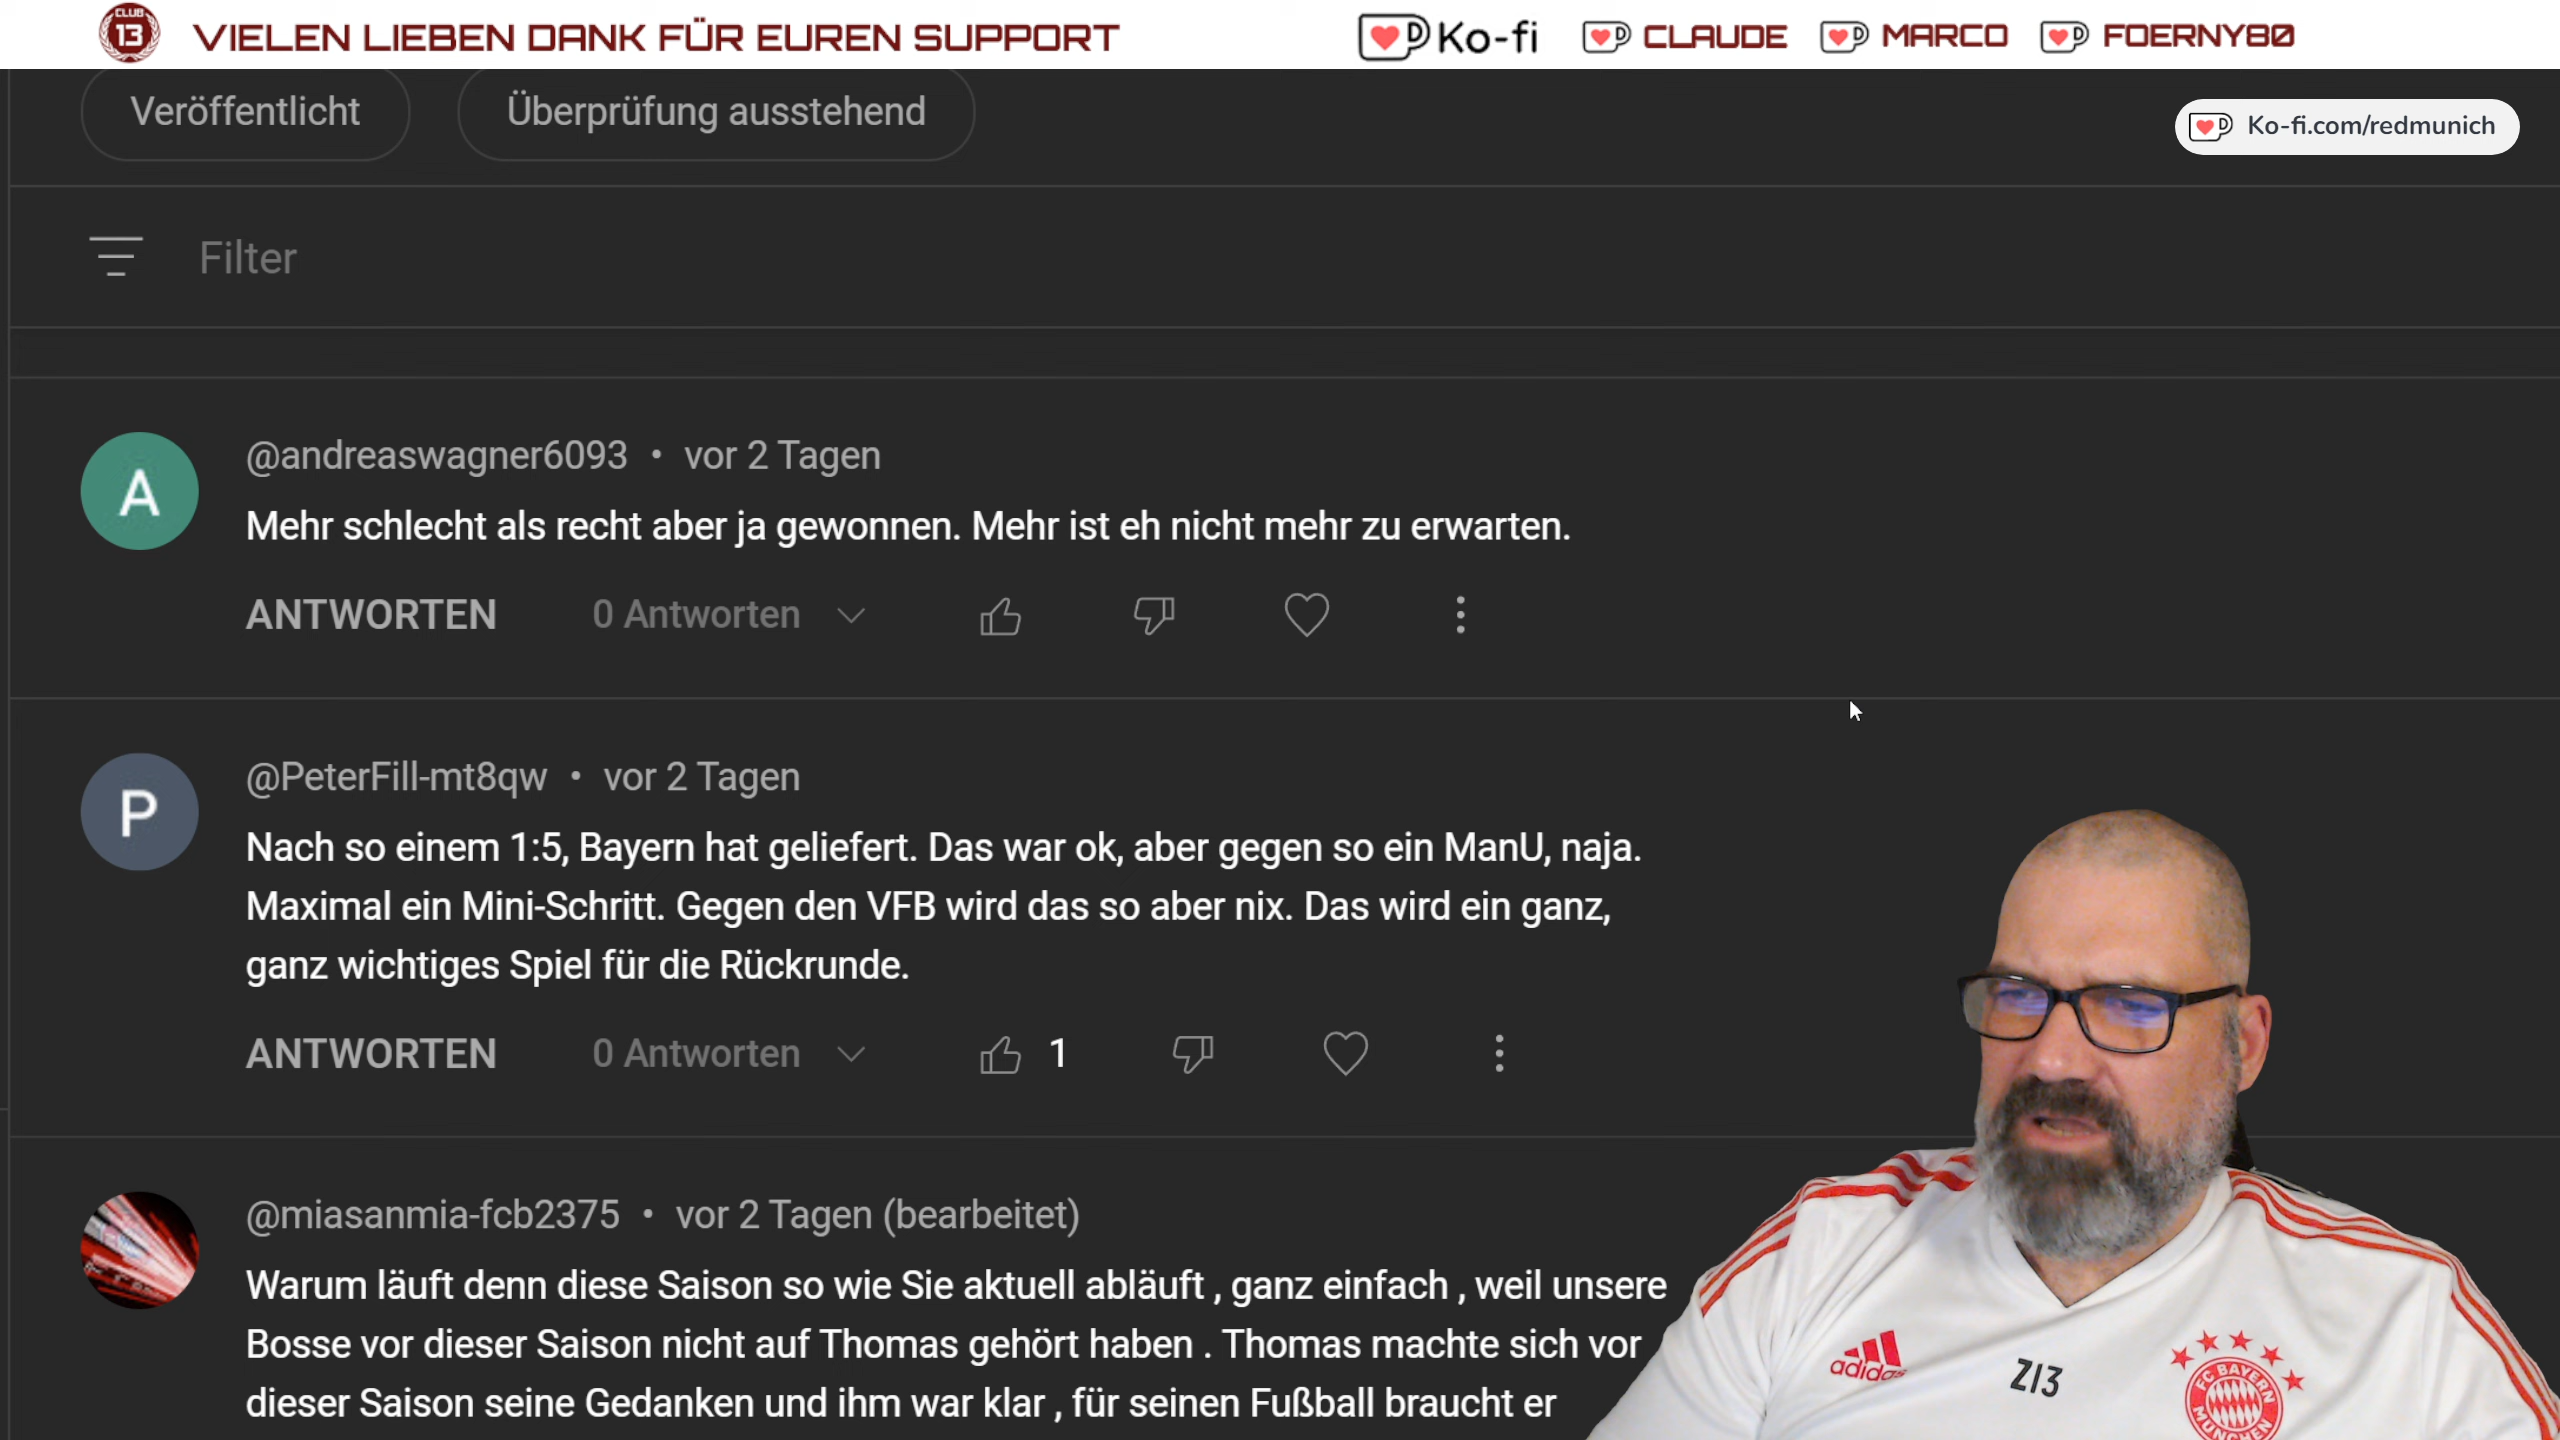 CLUB
13
VIELEN LIEBEN DANK FÜR EUREN SUPPORT
Ko-fi
CLAUDE
MARCO
FOERNY80
Veröffentlicht
Überprüfung ausstehend
Ko-fi.com/redmunich
Filter
A
@andreaswagner6093 • vor 2 Tagen
Mehr schlecht als recht aber ja gewonnen. Mehr ist eh nicht mehr zu erwarten.
ANTWORTEN
0 Antworten
P
@PeterFill-mt8qw • vor 2 Tagen
Nach so einem 1:5, Bayern hat geliefert. Das war ok, aber gegen so ein ManU, naja.
Maximal ein Mini-Schritt. Gegen den VFB wird das so aber nix. Das wird ein ganz,
ganz wichtiges Spiel für die Rückrunde.
ANTWORTEN
0 Antworten
1
@miasanmia-fcb2375 • vor 2 Tagen (bearbeitet)
Warum läuft denn diese Saison so wie Sie aktuell abläuft , ganz einfach , weil unsere
Bosse vor dieser Saison nicht auf Thomas gehört haben . Thomas machte sich vor
dieser Saison seine Gedanken und ihm war klar , für seinen Fußball braucht er
adidas
Z/3
FC BAYERN
MÜNCHEN